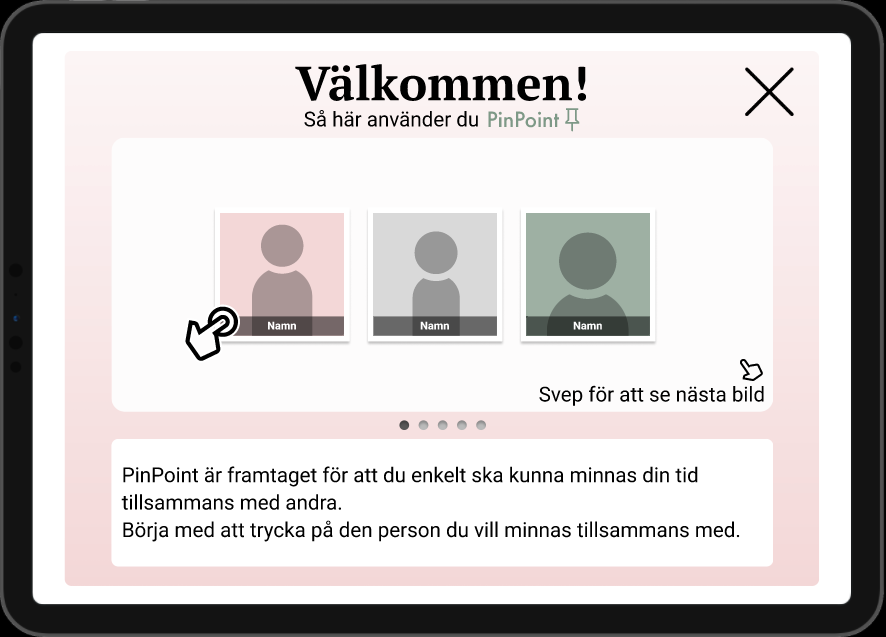 Välkommen!
Så här använder du PinPoint
Namn
Namn
Namn
Svep för att se nästa bild
PinPoint är framtaget för att du enkelt ska kunna minnas din tid
tillsammans med andra.
Börja med att trycka på den person du vill minnas tillsammans med.